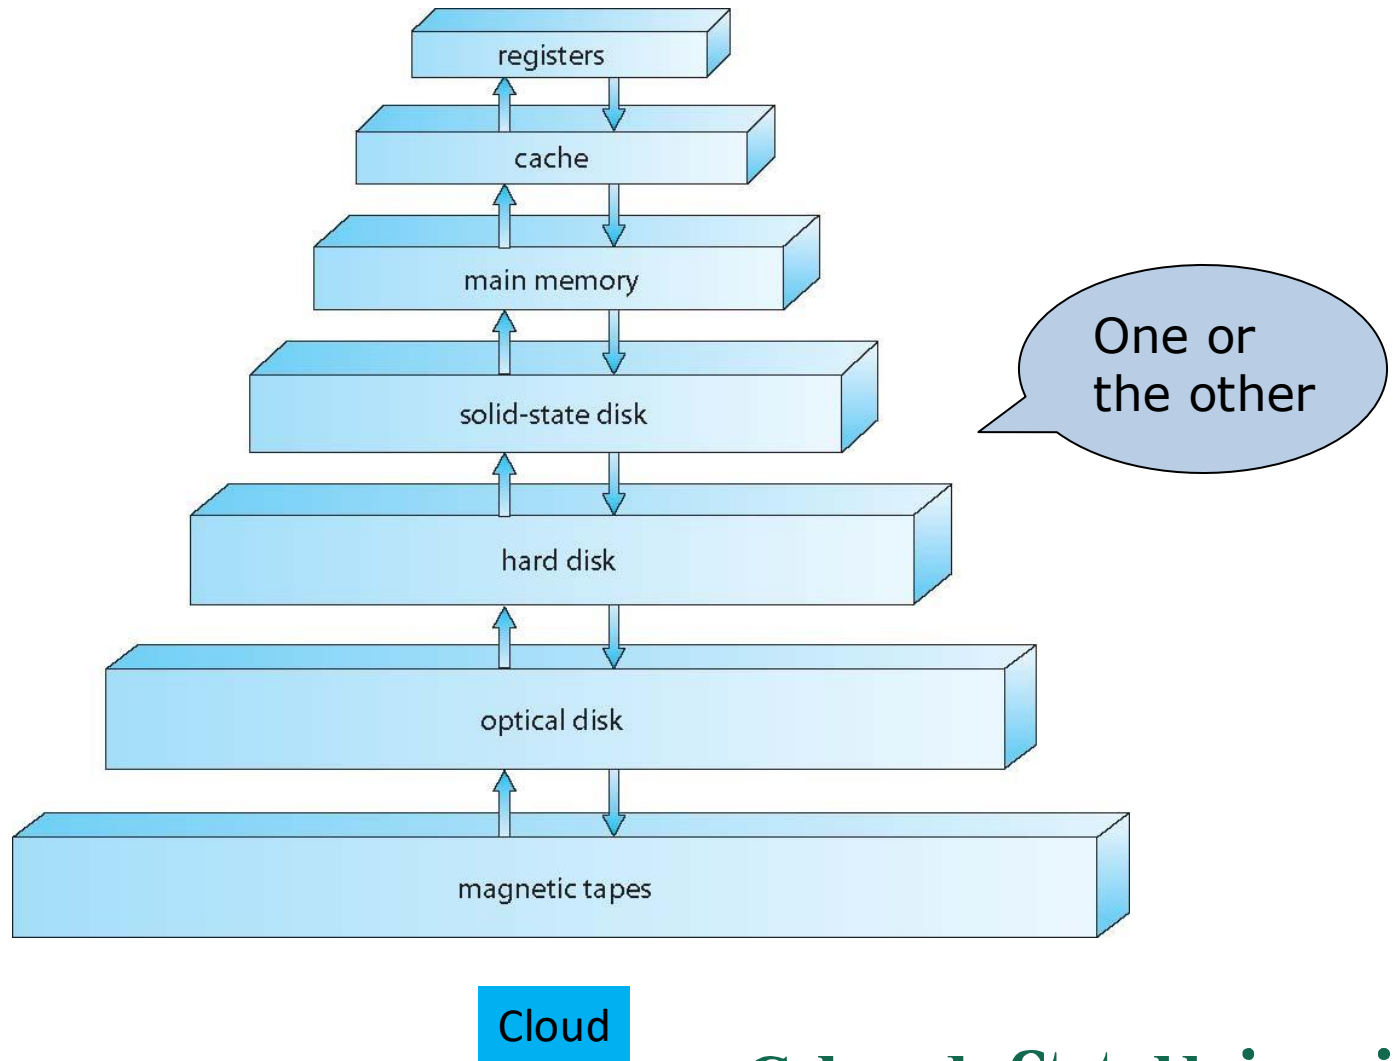 registers
cache
main memory
One or
the other
solid-state disk
hard disk
optical disk
magnetic tapes
Cloud